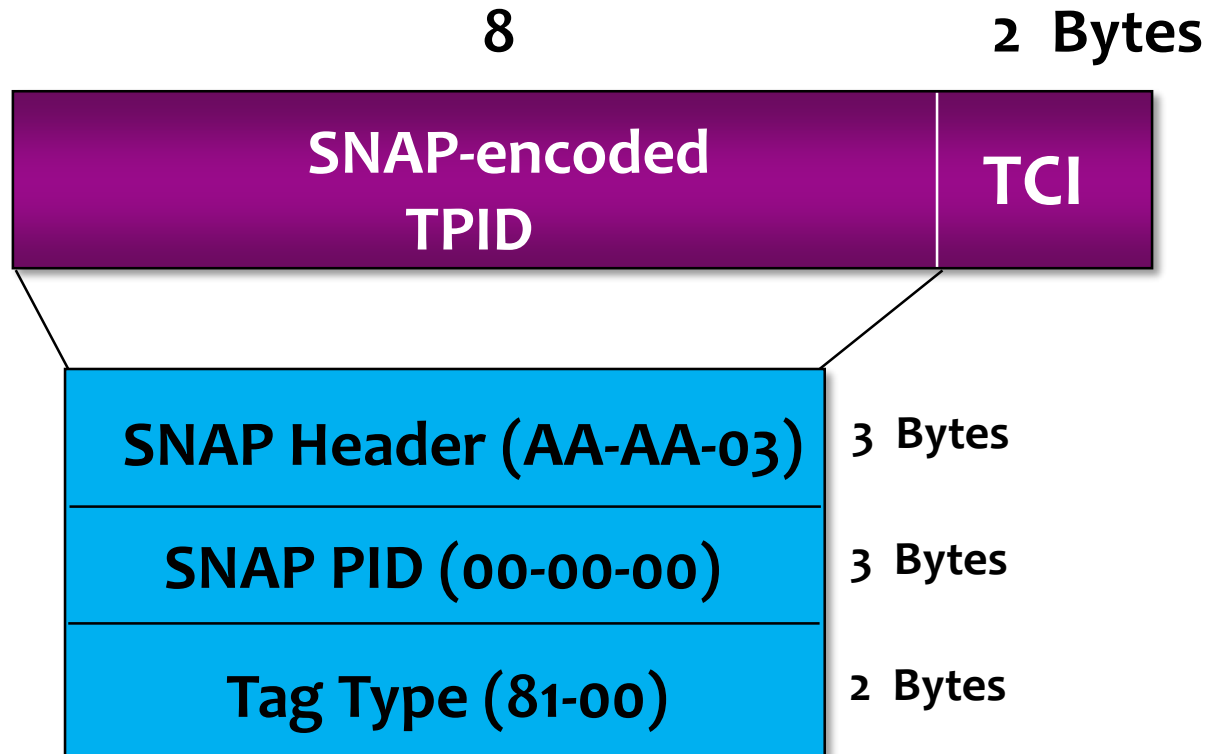 8 2 Bytes
SNAP-encoded
TPID
TCI
SNAP Header (AA-AA-03) 3 Bytes
SNAP PID (00-00-00) 3 Bytes
Tag Type (81-00) 2 Bytes